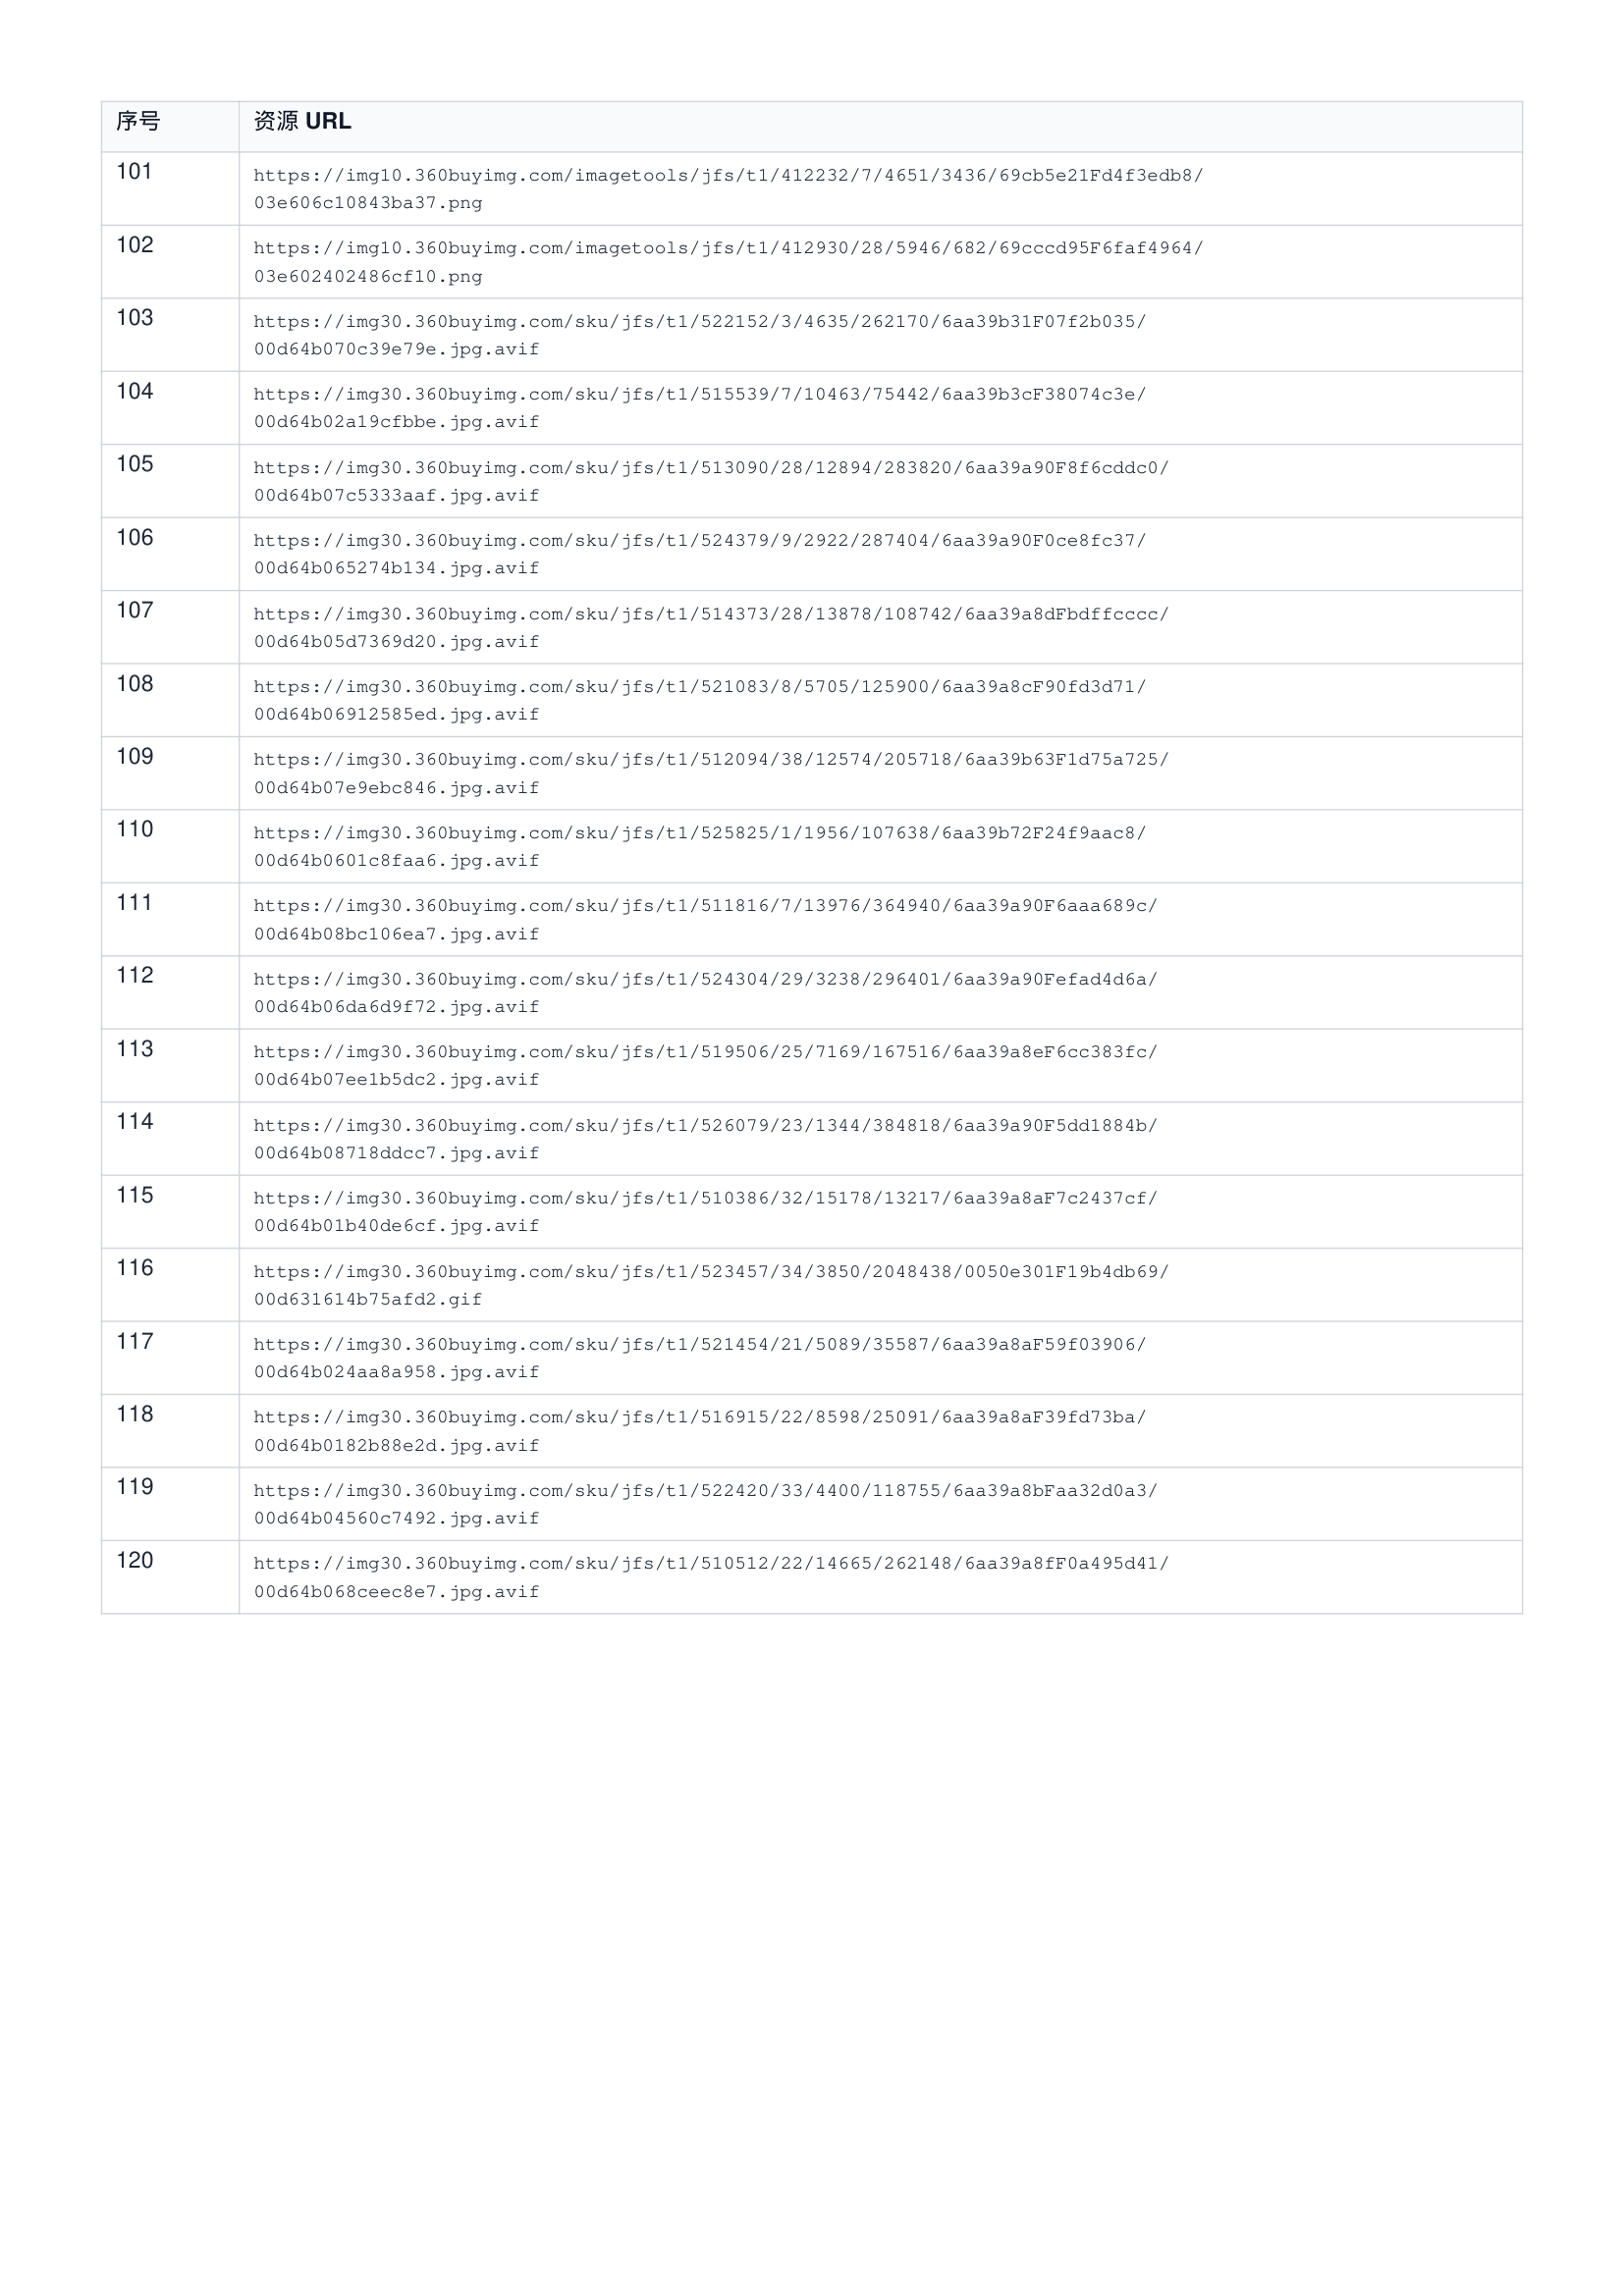 序号 资源 URL
101 https://img10.360buyimg.com/imagetools/jfs/t1/412232/7/4651/3436/69cb5e21Fd4f3edb8/
03e606c10843ba37.png
102 https://img10.360buyimg.com/imagetools/jfs/t1/412930/28/5946/682/69cccd95F6faf4964/
03e602402486cf10.png
103 https://img30.360buyimg.com/sku/jfs/t1/522152/3/4635/262170/6aa39b31F07f2b035/
00d64b070c39e79e.jpg.avif
104 https://img30.360buyimg.com/sku/jfs/t1/515539/7/10463/75442/6aa39b3cF38074c3e/
00d64b02a19cfbbe.jpg.avif
105 https://img30.360buyimg.com/sku/jfs/t1/513090/28/12894/283820/6aa39a90F8f6cddc0/
00d64b07c5333aaf.jpg.avif
106 https://img30.360buyimg.com/sku/jfs/t1/524379/9/2922/287404/6aa39a90F0ce8fc37/
00d64b065274b134.jpg.avif
107 https://img30.360buyimg.com/sku/jfs/t1/514373/28/13878/108742/6aa39a8dFbdffcccc/
00d64b05d7369d20.jpg.avif
108 https://img30.360buyimg.com/sku/jfs/t1/521083/8/5705/125900/6aa39a8cF90fd3d71/
00d64b06912585ed.jpg.avif
109 https://img30.360buyimg.com/sku/jfs/t1/512094/38/12574/205718/6aa39b63F1d75a725/
00d64b07e9ebc846.jpg.avif
110 https://img30.360buyimg.com/sku/jfs/t1/525825/1/1956/107638/6aa39b72F24f9aac8/
00d64b0601c8faa6.jpg.avif
111 https://img30.360buyimg.com/sku/jfs/t1/511816/7/13976/364940/6aa39a90F6aaa689c/
00d64b08bc106ea7.jpg.avif
112 https://img30.360buyimg.com/sku/jfs/t1/524304/29/3238/296401/6aa39a90Fefad4d6a/
00d64b06da6d9f72.jpg.avif
113 https://img30.360buyimg.com/sku/jfs/t1/519506/25/7169/167516/6aa39a8eF6cc383fc/
00d64b07ee1b5dc2.jpg.avif
114 https://img30.360buyimg.com/sku/jfs/t1/526079/23/1344/384818/6aa39a90F5dd1884b/
00d64b08718ddcc7.jpg.avif
115 https://img30.360buyimg.com/sku/jfs/t1/510386/32/15178/13217/6aa39a8aF7c2437cf/
00d64b01b40de6cf.jpg.avif
116 https://img30.360buyimg.com/sku/jfs/t1/523457/34/3850/2048438/0050e301F19b4db69/
00d631614b75afd2.gif
117 https://img30.360buyimg.com/sku/jfs/t1/521454/21/5089/35587/6aa39a8aF59f03906/
00d64b024aa8a958.jpg.avif
118 https://img30.360buyimg.com/sku/jfs/t1/516915/22/8598/25091/6aa39a8aF39fd73ba/
00d64b0182b88e2d.jpg.avif
119 https://img30.360buyimg.com/sku/jfs/t1/522420/33/4400/118755/6aa39a8bFaa32d0a3/
00d64b04560c7492.jpg.avif
120 https://img30.360buyimg.com/sku/jfs/t1/510512/22/14665/262148/6aa39a8fF0a495d41/
00d64b068ceec8e7.jpg.avif